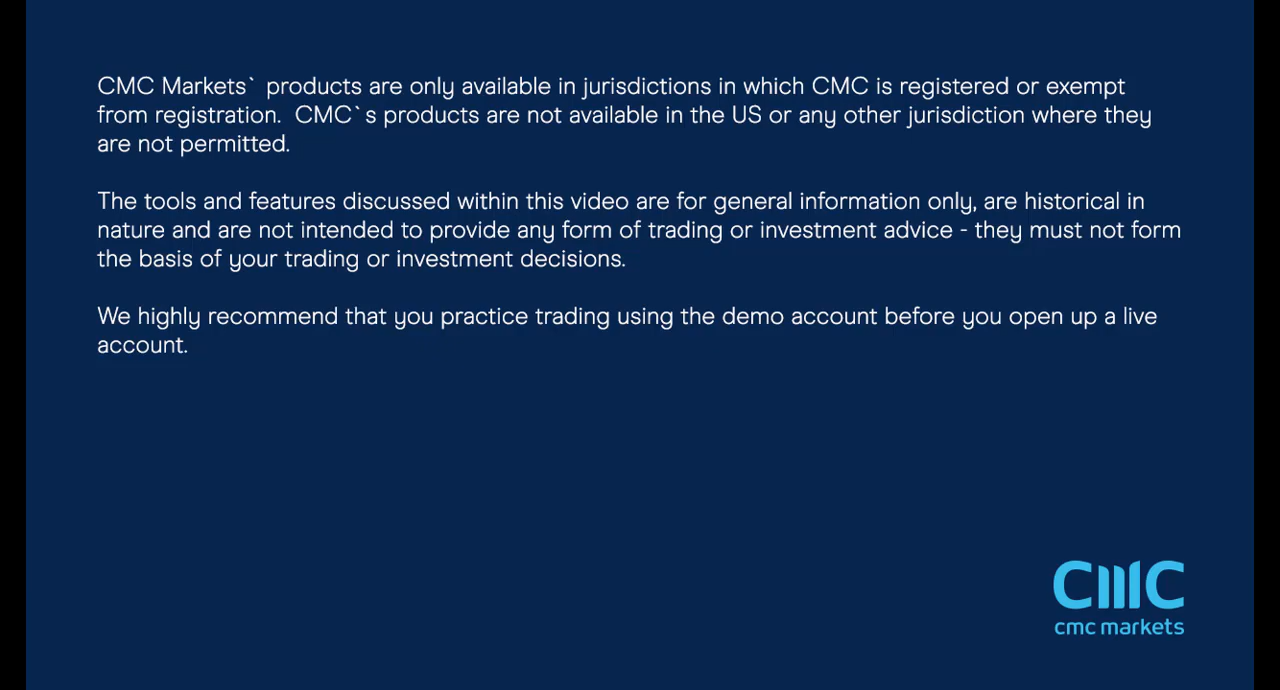 CMC Markets` products are only available in jurisdictions in which CMC is registered or exempt
from registration.  CMC`s products are not available in the US or any other jurisdiction where they
are not permitted.
The tools and features discussed within this video are for general information only, are historical in
nature and are not intended to provide any form of trading or investment advice - they must not form
the basis of your trading or investment decisions.
We highly recommend that you practice trading using the demo account before you open up a live
account.
CMC
cmc markets